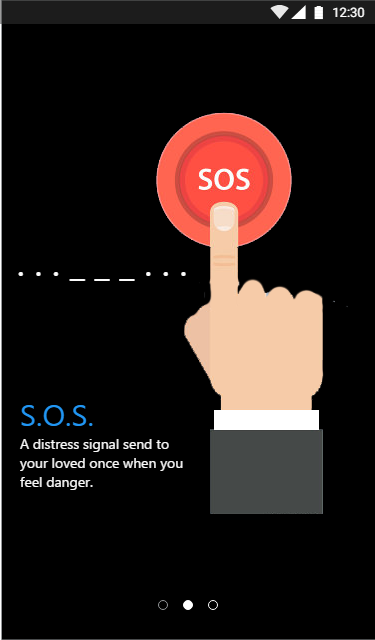 12:30
SOS
. . . _ _ _ . . .
S.O.S.
A distress signal send to
your loved once when you
feel danger.